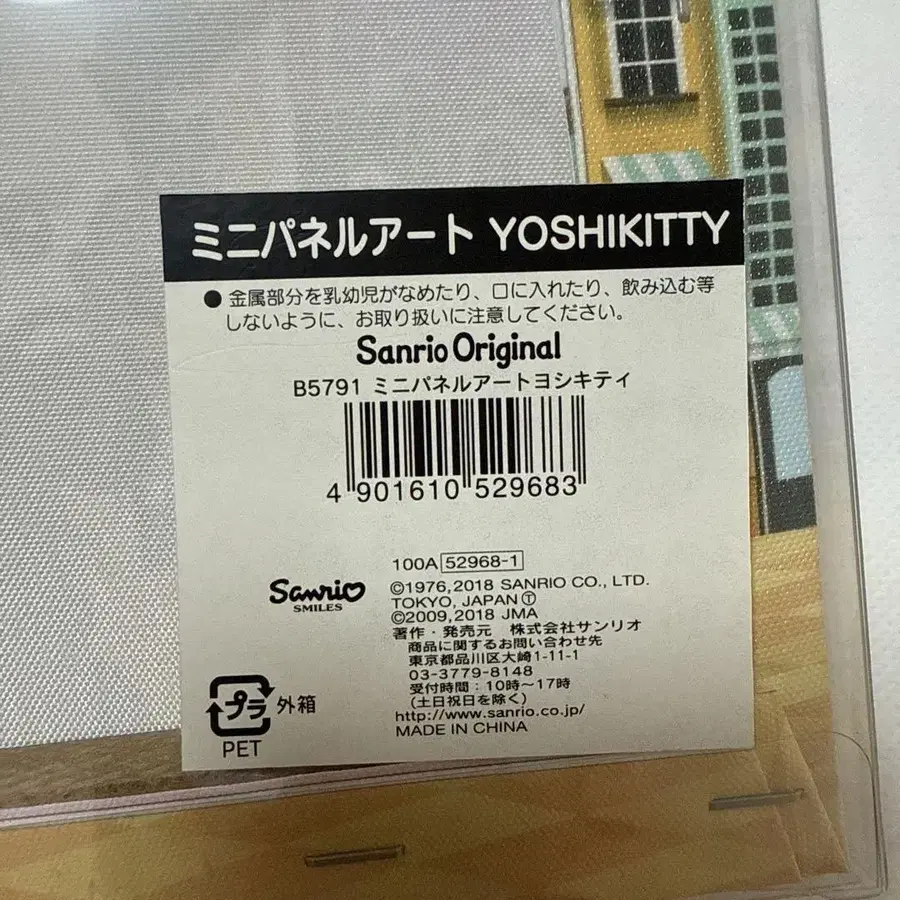 ミニパネルアート YOSHIKITTY
● 金属部分を乳幼児がなめたり、口に入れたり、飲み込む等
しないように、お取り扱いに注意してください。
Sanrio Original
B5791 ミニパネルアートヨシキティ
4 901610 529683
100A 52968-1
Sanrio
SMILES
©1976,2018 SANRIO CO., LTD.
TOKYO, JAPAN Ⓣ
©2009,2018 JMA
著作・発売元 株式会社サンリオ
商品に関するお問い合わせ先
東京都品川区大崎1-11-1
03-3779-8148
受付時間：10時～17時
(土日祝日を除く)
http://www.sanrio.co.jp/
MADE IN CHINA
プラ 外箱
PET